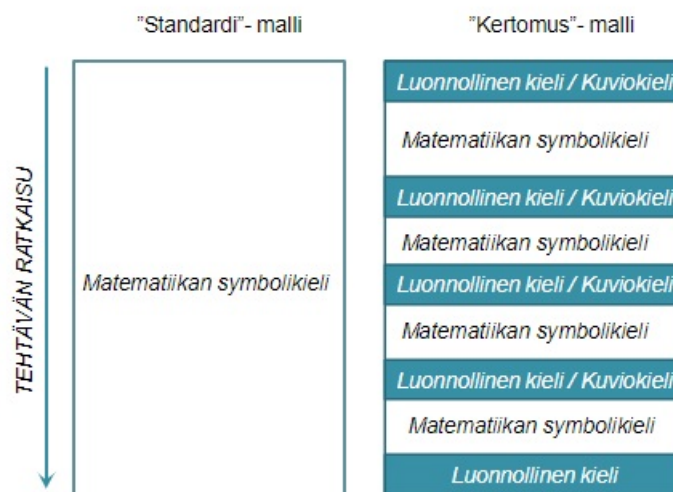 "Standardi"- malli
"Kertomus"- malli
TEHTÄVÄN RATKAISU
Matematiikan symbolikieli
Luonnollinen kieli / Kuviokieli
Matematiikan symbolikieli
Luonnollinen kieli / Kuviokieli
Matematiikan symbolikieli
Luonnollinen kieli / Kuviokieli
Matematiikan symbolikieli
Luonnollinen kieli / Kuviokieli
Matematiikan symbolikieli
Luonnollinen kieli